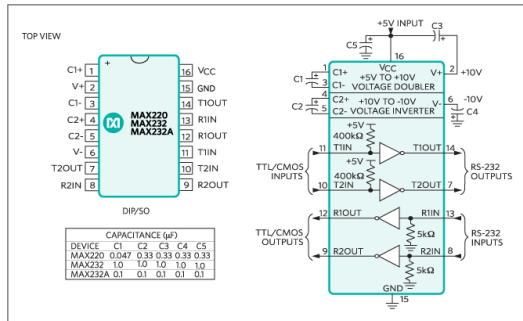 TOP VIEW
C1+ 1
V+ 2
C1- 3
C2+ 4
C2- 5
V- 6
T2OUT 7
R2IN 8
MAX220
MAX232
MAX232A
16 VCC
15 GND
14 T1OUT
13 R1IN
12 R1OUT
11 T1IN
10 T2IN
9 R2OUT
DIP/SO
CAPACITANCE (µF)
DEVICE C1 C2 C3 C4 C5
MAX220 0.047 0.33 0.33 0.33 0.33
MAX232 1.0 1.0 1.0 1.0 1.0
MAX232A 0.1 0.1 0.1 0.1 0.1
+5V INPUT
C3
C5
16
VCC
1 C1+
C1
3 C1-
+5V TO +10V
VOLTAGE DOUBLER
V+ 2
+10V
4 C2+
C2
5 C2-
+10V TO -10V
VOLTAGE INVERTER
V- 6
-10V
C4
+5V
400kΩ
11 T1IN
T1OUT 14
+5V
400kΩ
TTL/CMOS
INPUTS
RS-232
OUTPUTS
10 T2IN
T2OUT 7
12 R1OUT
R1IN 13
5kΩ
TTL/CMOS
OUTPUTS
RS-232
INPUTS
9 R2OUT
R2IN 8
5kΩ
GND
15